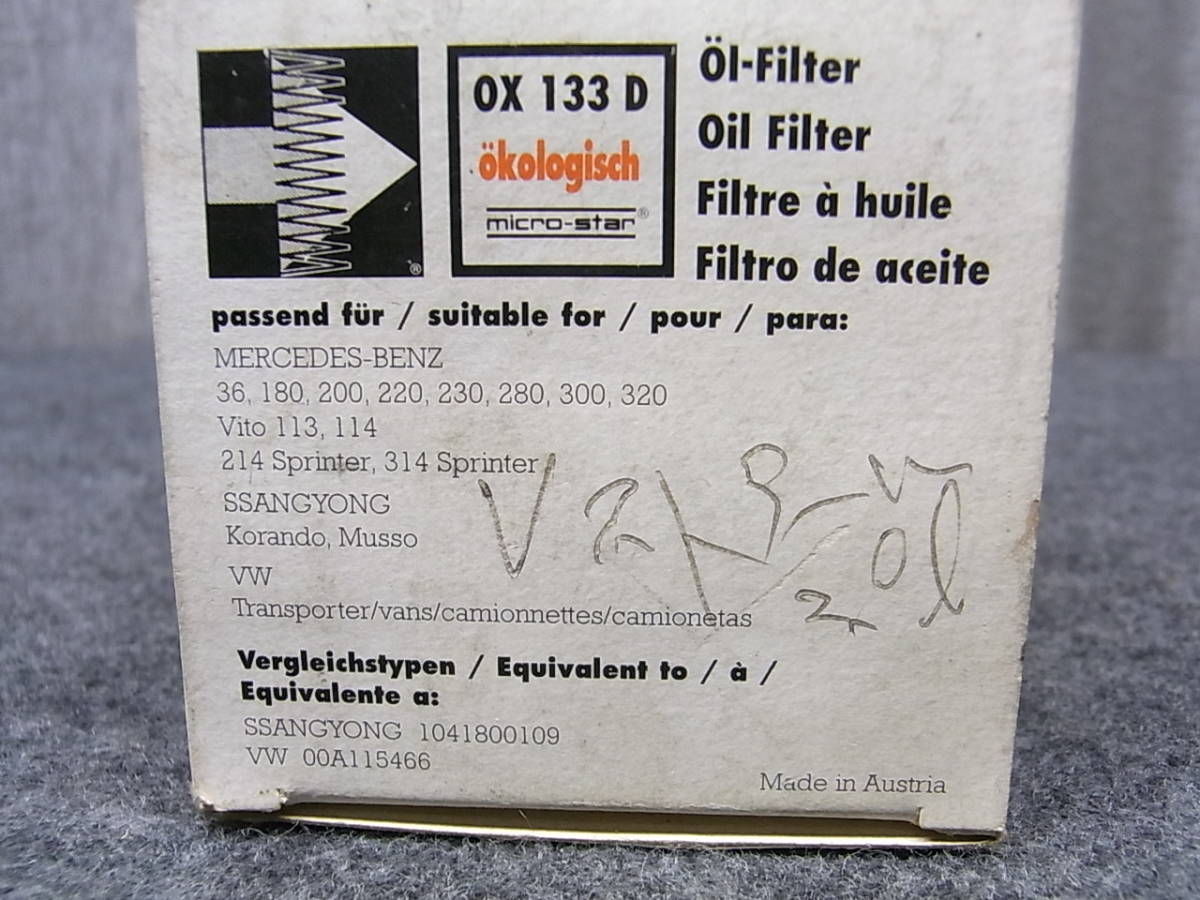 OX 133 D
ökologisch
micro-star®
®
Öl-Filter
Oil Filter
Filtre à huile
Filtro de aceite
passend für / suitable for / pour / para:
MERCEDES-BENZ
36, 180, 200, 220, 230, 280, 300, 320
Vito 113, 114
214 Sprinter, 314 Sprinter
SSANGYONG
Korando, Musso
VW
Transporter/vans/camionnettes/camionetas
Vergleichstypen / Equivalent to / à /
Equivalente a:
SSANGYONG 1041800109
VW 00A115466
Made in Austria